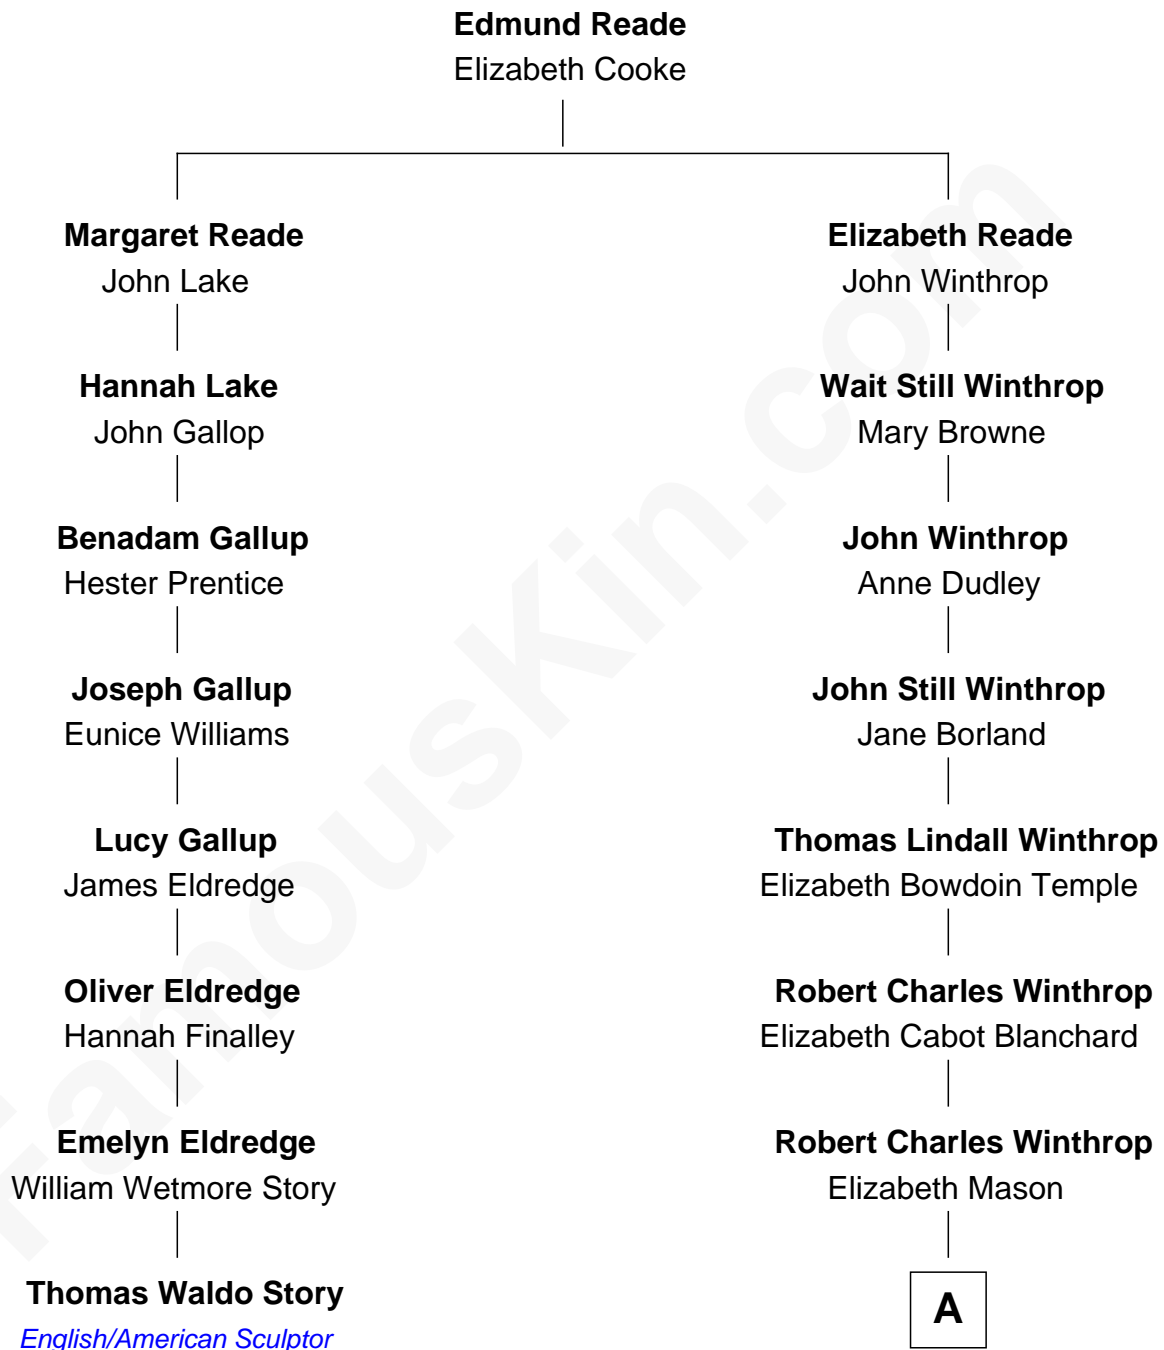 Edmund Reade
Elizabeth Cooke
Margaret Reade
John Lake
Elizabeth Reade
John Winthrop
Hannah Lake
John Gallop
Wait Still Winthrop
Mary Browne
Benadam Gallup
Hester Prentice
John Winthrop
Anne Dudley
Joseph Gallup
Eunice Williams
John Still Winthrop
Jane Borland
Lucy Gallup
James Eldredge
Thomas Lindall Winthrop
Elizabeth Bowdoin Temple
Oliver Eldredge
Hannah Finalley
Robert Charles Winthrop
Elizabeth Cabot Blanchard
Emelyn Eldredge
William Wetmore Story
Robert Charles Winthrop
Elizabeth Mason
Thomas Waldo Story
English/American Sculptor
A
FamousKin.com